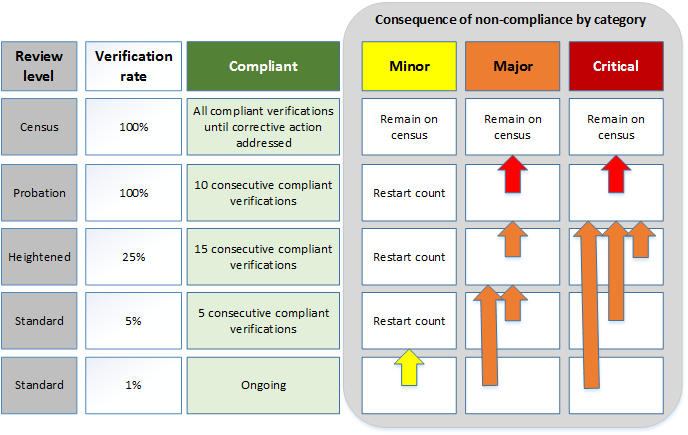 Consequence of non-compliance by category
Review
level
Verification
rate
Compliant
Minor
Major
Critical
Census
100%
All compliant verifications
until corrective action
addressed
Remain on
census
Remain on
census
Remain on
census
Probation
100%
10 consecutive compliant
verifications
Restart count
Heightened
25%
15 consecutive compliant
verifications
Restart count
Standard
5%
5 consecutive compliant
verifications
Restart count
Standard
1%
Ongoing